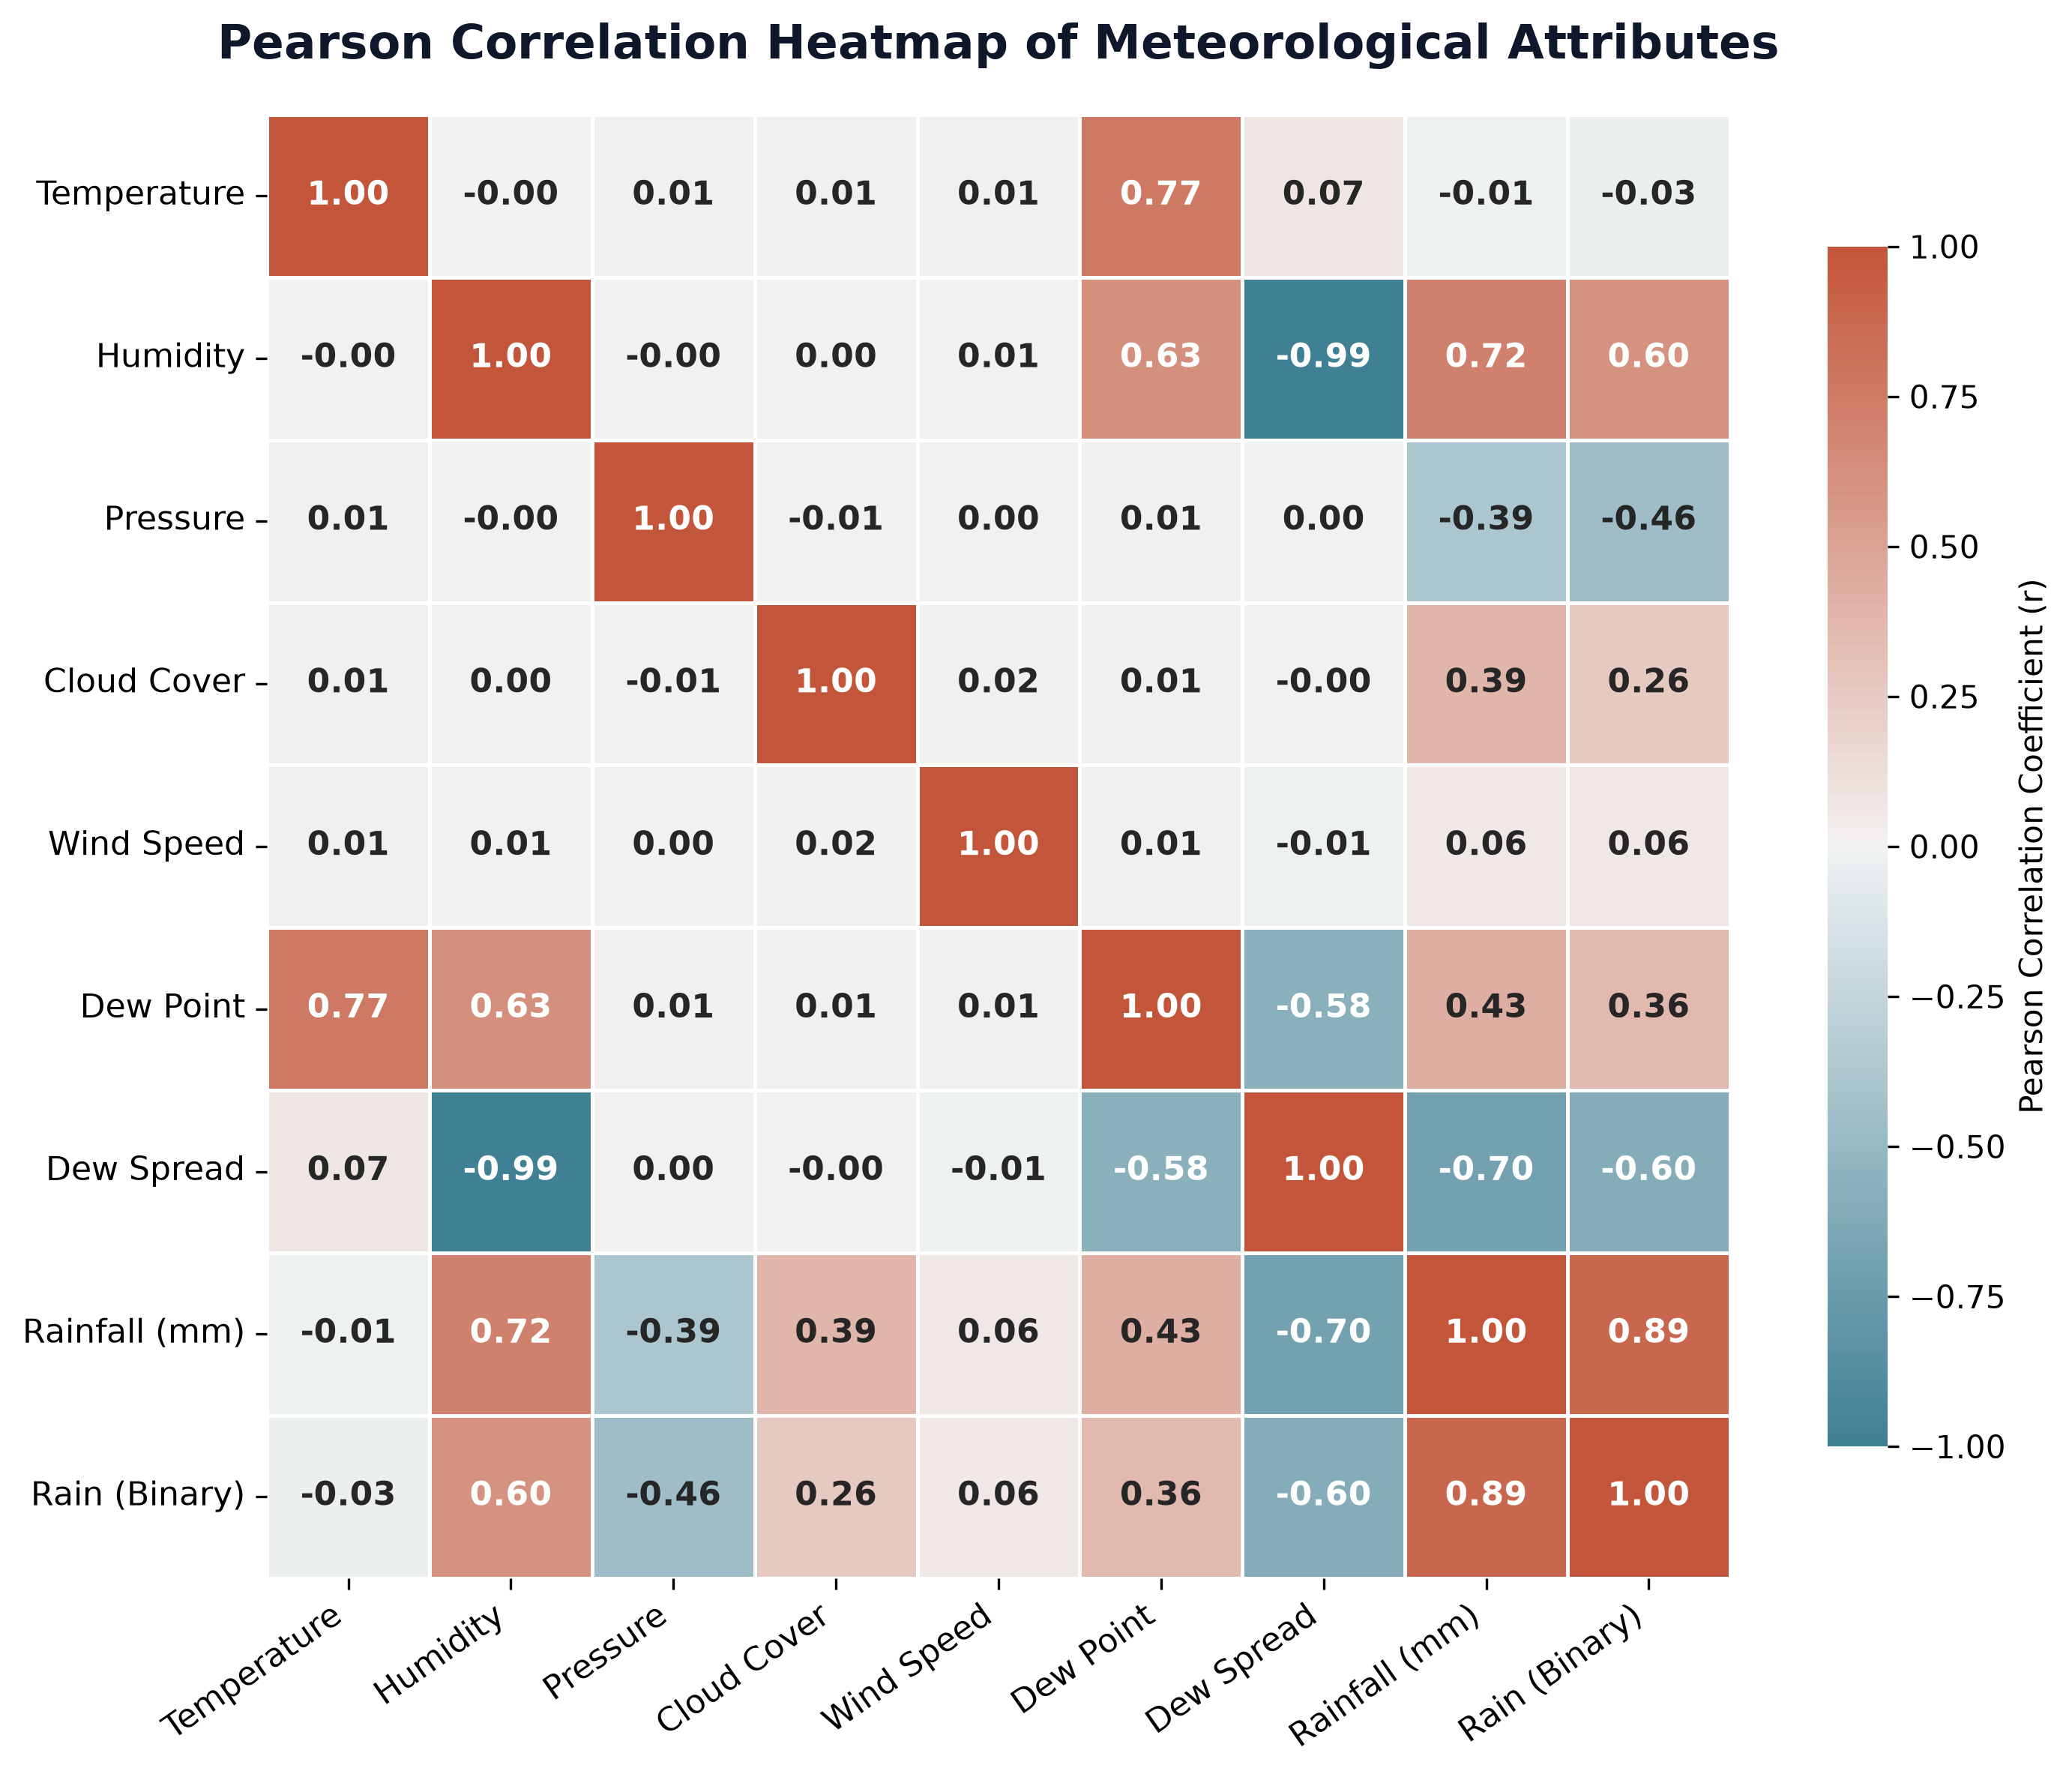 Pearson Correlation Heatmap of Meteorological Attributes
Temperature 1.00 -0.00 0.01 0.01 0.01 0.77 0.07 -0.01 -0.03
Humidity -0.00 1.00 -0.00 0.00 0.01 0.63 -0.99 0.72 0.60
Pressure 0.01 -0.00 1.00 -0.01 0.00 0.01 0.00 -0.39 -0.46
Cloud Cover 0.01 0.00 -0.01 1.00 0.02 0.01 -0.00 0.39 0.26
Wind Speed 0.01 0.01 0.00 0.02 1.00 0.01 -0.01 0.06 0.06
Dew Point 0.77 0.63 0.01 0.01 0.01 1.00 -0.58 0.43 0.36
Dew Spread 0.07 -0.99 0.00 -0.00 -0.01 -0.58 1.00 -0.70 -0.60
Rainfall (mm) -0.01 0.72 -0.39 0.39 0.06 0.43 -0.70 1.00 0.89
Rain (Binary) -0.03 0.60 -0.46 0.26 0.06 0.36 -0.60 0.89 1.00
Temperature Humidity Pressure Cloud Cover Wind Speed Dew Point Dew Spread Rainfall (mm) Rain (Binary)
1.00
0.75
0.50
0.25
0.00
−0.25
−0.50
−0.75
−1.00
Pearson Correlation Coefficient (r)